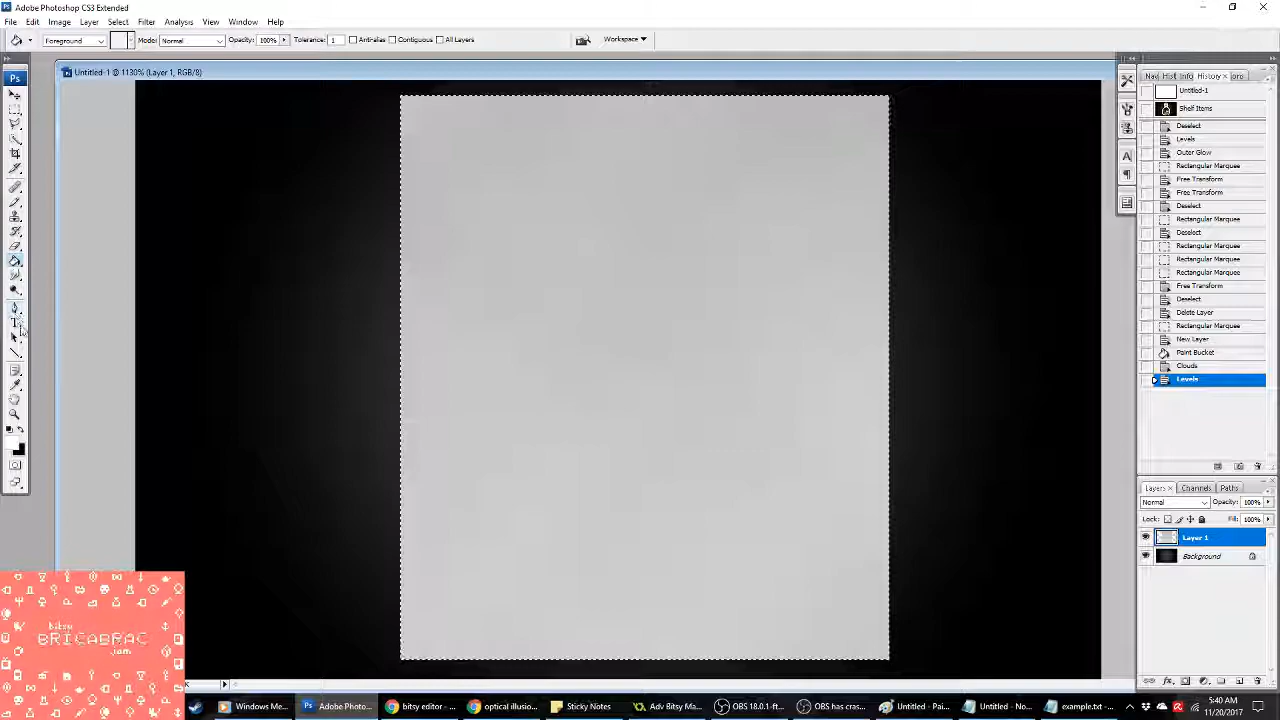 Adobe Photoshop CS3 Extended
File Edit Image Layer Select Filter Analysis View Window Help
Foreground Mode: Normal Opacity: 100% Tolerance: 1 Anti-alias Contiguous All Layers Workspace
Untitled-1 @ 1130% (Layer 1, RGB/8)
Ps
Nav Hist Info History x
Untitled-1
Shelf Items
Deselect
Levels
Outer Glow
Rectangular Marquee
Free Transform
Free Transform
Deselect
Rectangular Marquee
Deselect
Rectangular Marquee
Rectangular Marquee
Rectangular Marquee
Free Transform
Deselect
Delete Layer
Rectangular Marquee
New Layer
Paint Bucket
Clouds
Levels
Layers x Channels Paths
Normal Opacity: 100%
Lock: Fill: 100%
Layer 1
Background
bitsy
BRICABRAC
.jam
Windows Me...
Adobe Photo...
bitsy editor - ...
optical illusio...
Sticky Notes
Adv Bitsy Ma...
OBS 18.0.1-8...
OBS has cras...
Untitled - Pai...
Untitled - No...
example.txt - ...
5:40 AM
11/20/2017